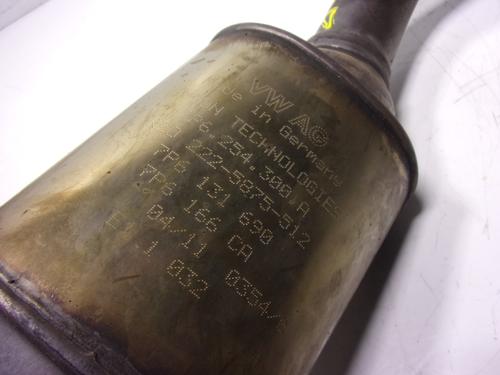 VW AG
de in Germany
TECHNOLOGIES
254 300 A
222-5875-512
7P6 131 690
7P6 166 CA
04/11 0354/
1 032